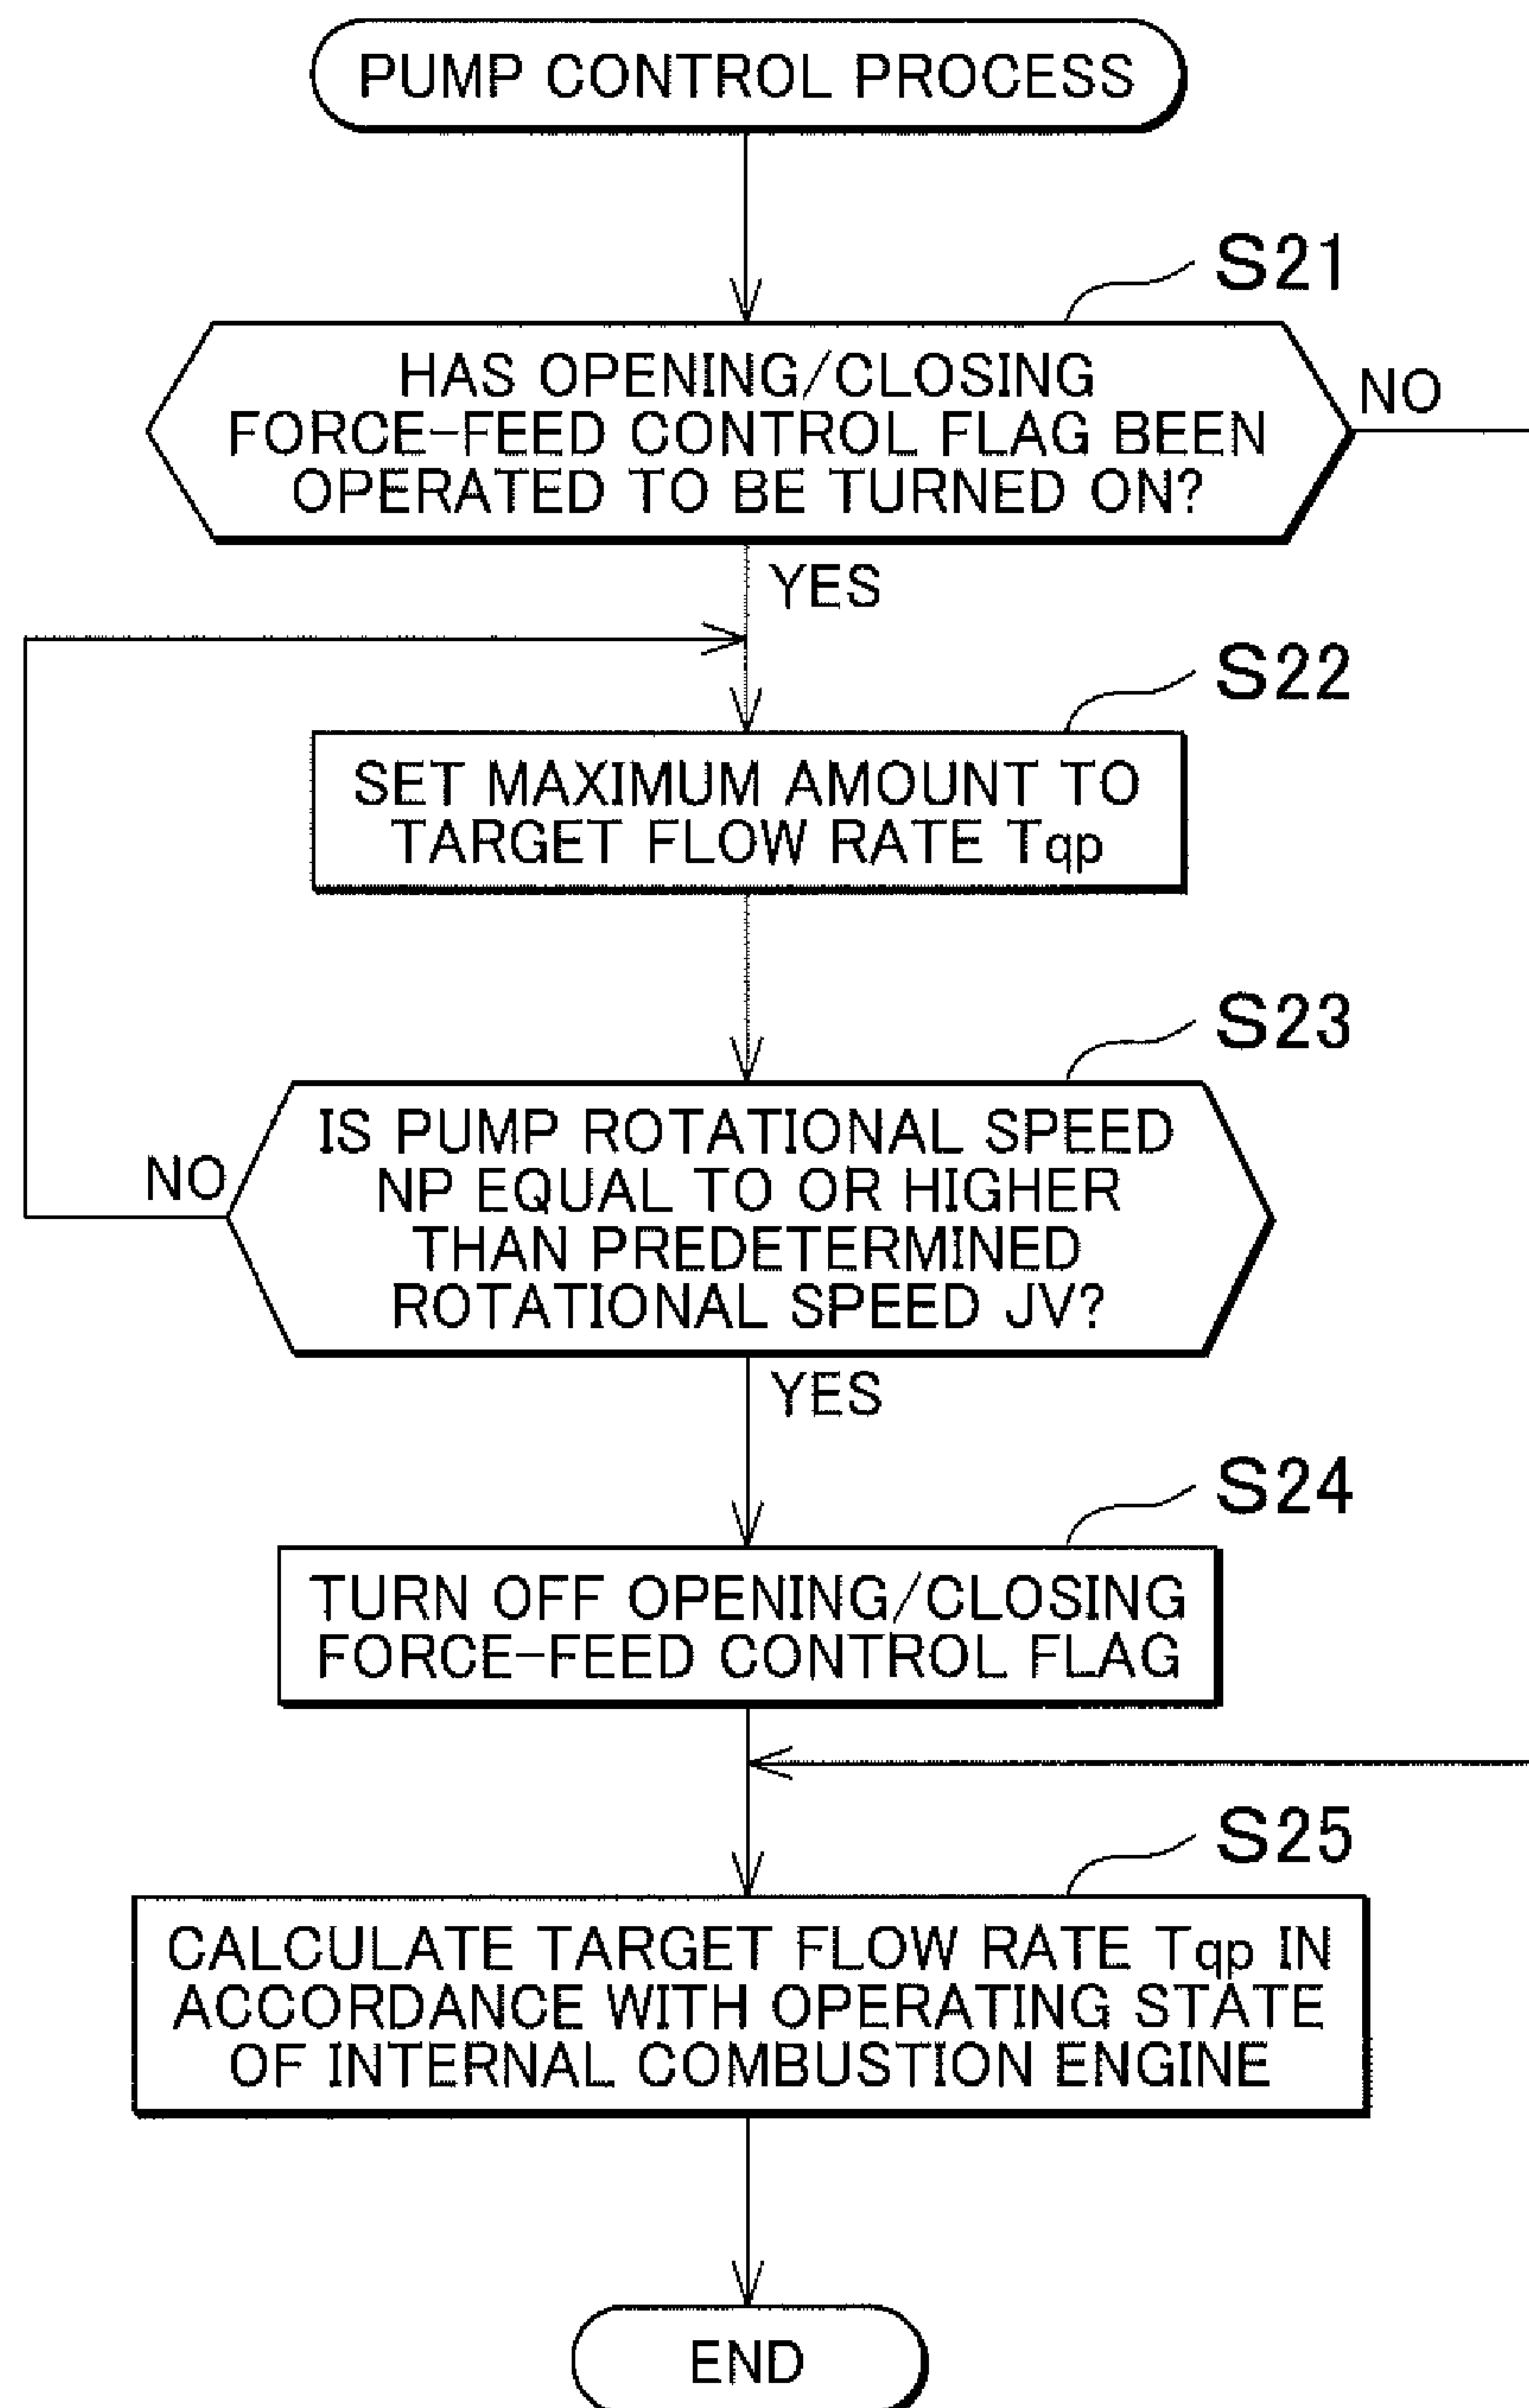 PUMP CONTROL PROCESS
S21
HAS OPENING/CLOSING
FORCE-FEED CONTROL FLAG BEEN
OPERATED TO BE TURNED ON?
NO
YES
S22
SET MAXIMUM AMOUNT TO
TARGET FLOW RATE Tqp
S23
IS PUMP ROTATIONAL SPEED
NP EQUAL TO OR HIGHER
THAN PREDETERMINED
ROTATIONAL SPEED JV?
NO
YES
S24
TURN OFF OPENING/CLOSING
FORCE-FEED CONTROL FLAG
S25
CALCULATE TARGET FLOW RATE Tqp IN
ACCORDANCE WITH OPERATING STATE
OF INTERNAL COMBUSTION ENGINE
END